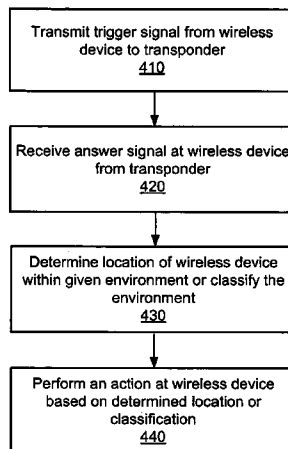 Transmit trigger signal from wireless
device to transponder
410
Receive answer signal at wireless device
from transponder
420
Determine location of wireless device
within given environment or classify the
environment
430
Perform an action at wireless device
based on determined location or
classification
440